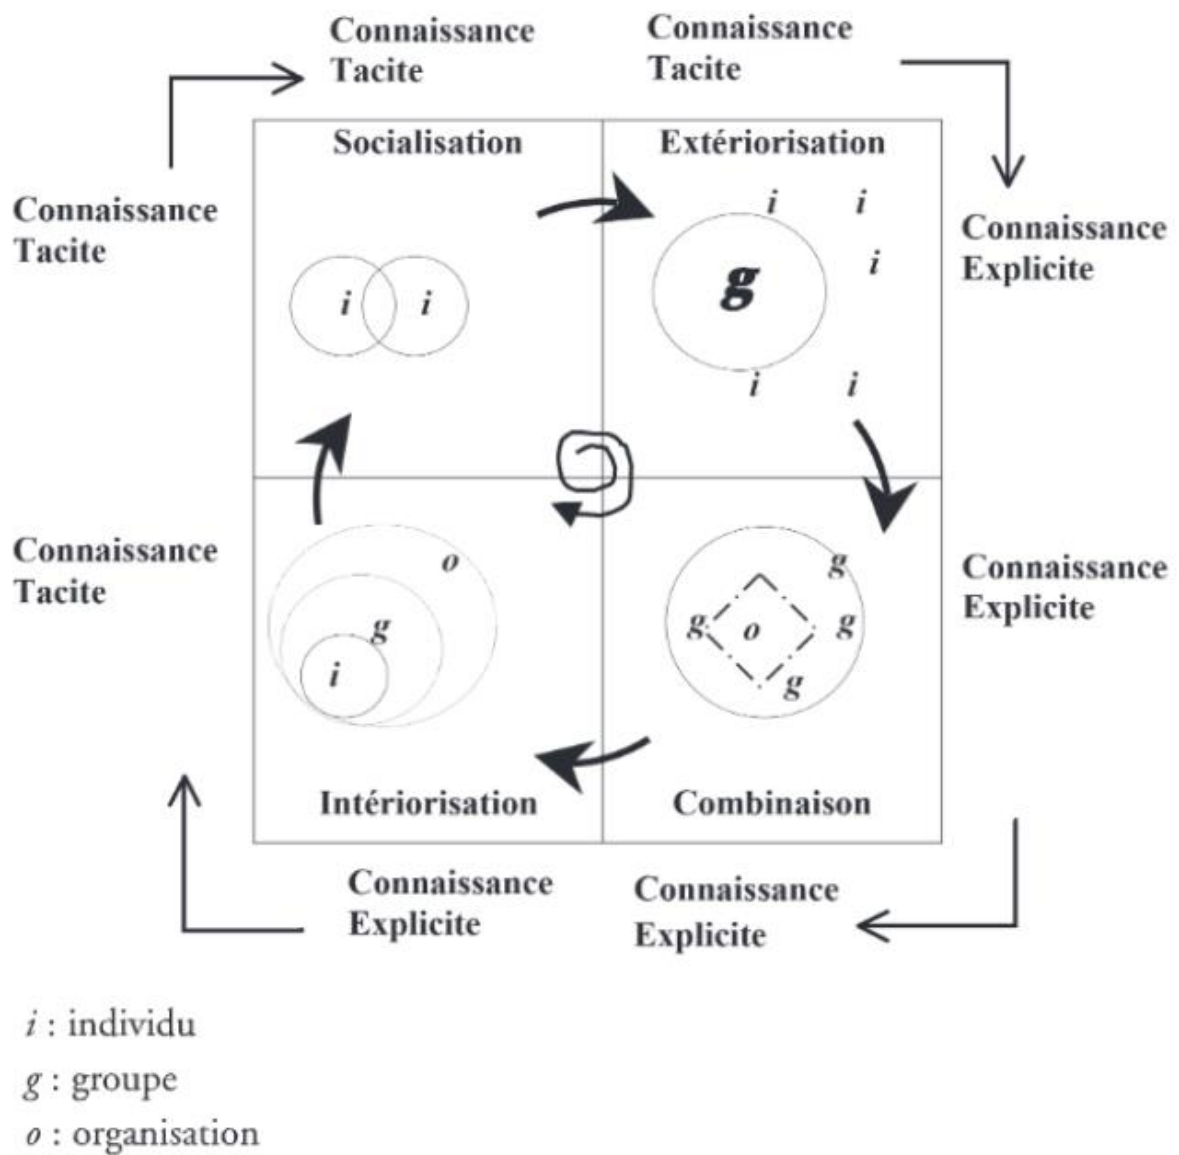 Connaissance
Tacite
Connaissance
Tacite
Socialisation
Extériorisation
Connaissance
Tacite
Connaissance
Explicite
i
i
i
i
i
g
i
i
Connaissance
Tacite
Connaissance
Explicite
o
g
i
g
g
o
g
g
Intériorisation
Combinaison
Connaissance
Explicite
Connaissance
Explicite
i : individu
g : groupe
o : organisation